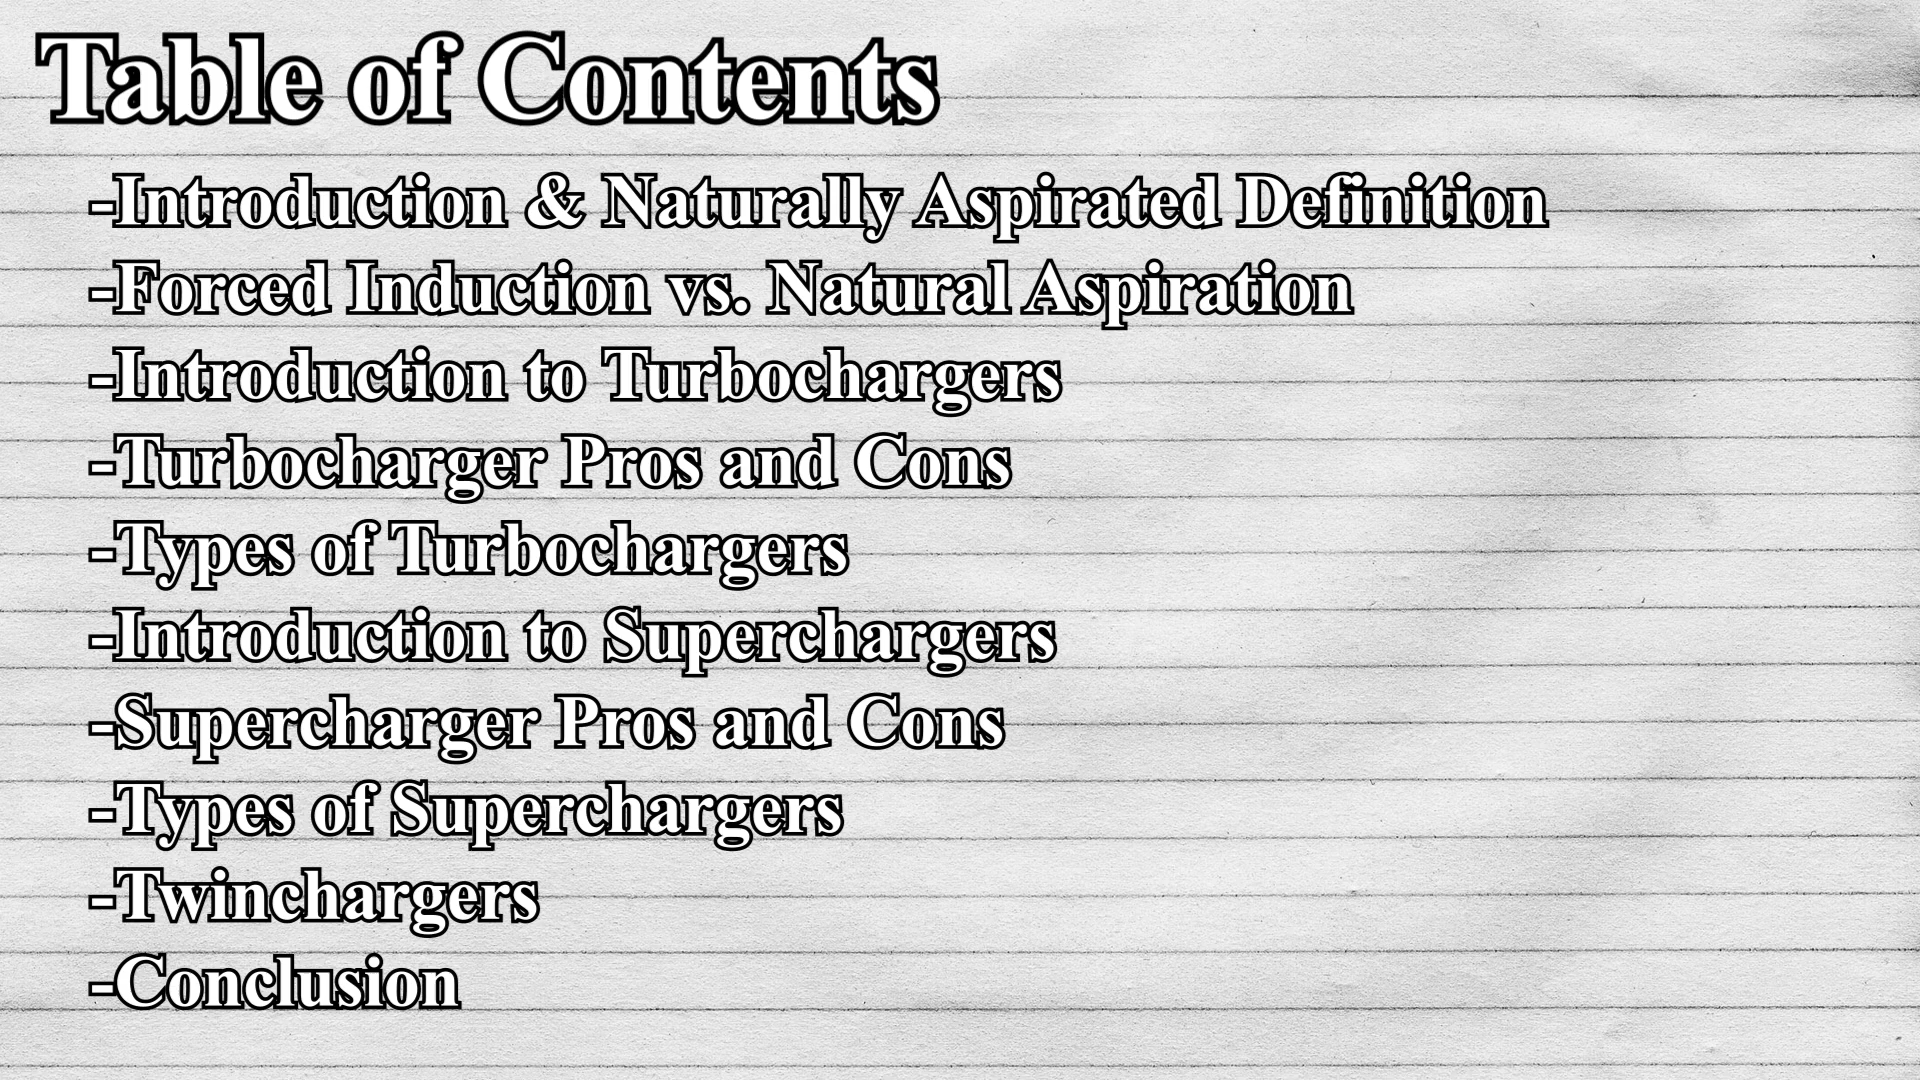 Table of Contents
-Introduction & Naturally Aspirated Definition
-Forced Induction vs. Natural Aspiration
-Introduction to Turbochargers
-Turbocharger Pros and Cons
-Types of Turbochargers
-Introduction to Superchargers
-Supercharger Pros and Cons
-Types of Superchargers
-Twinchargers
-Conclusion